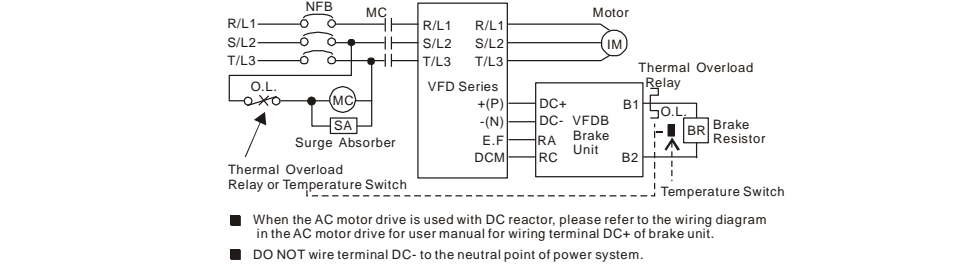 NFB
MC
Motor
R/L1
R/L1
R/L1
S/L2
S/L2
S/L2
IM
T/L3
T/L3
T/L3
Thermal Overload
Relay
O.L.
VFD Series
MC
+(P)
DC+
B1
O.L.
-(N)
DC-
VFDB
Brake
Unit
SA
BR
Brake
Resistor
Surge Absorber
E.F
RA
DCM
RC
B2
Thermal Overload
Relay or Temperature Switch
Temperature Switch
When the AC motor drive is used with DC reactor, please refer to the wiring diagram
in the AC motor drive for user manual for wiring terminal DC+ of brake unit.
DO NOT wire terminal DC- to the neutral point of power system.